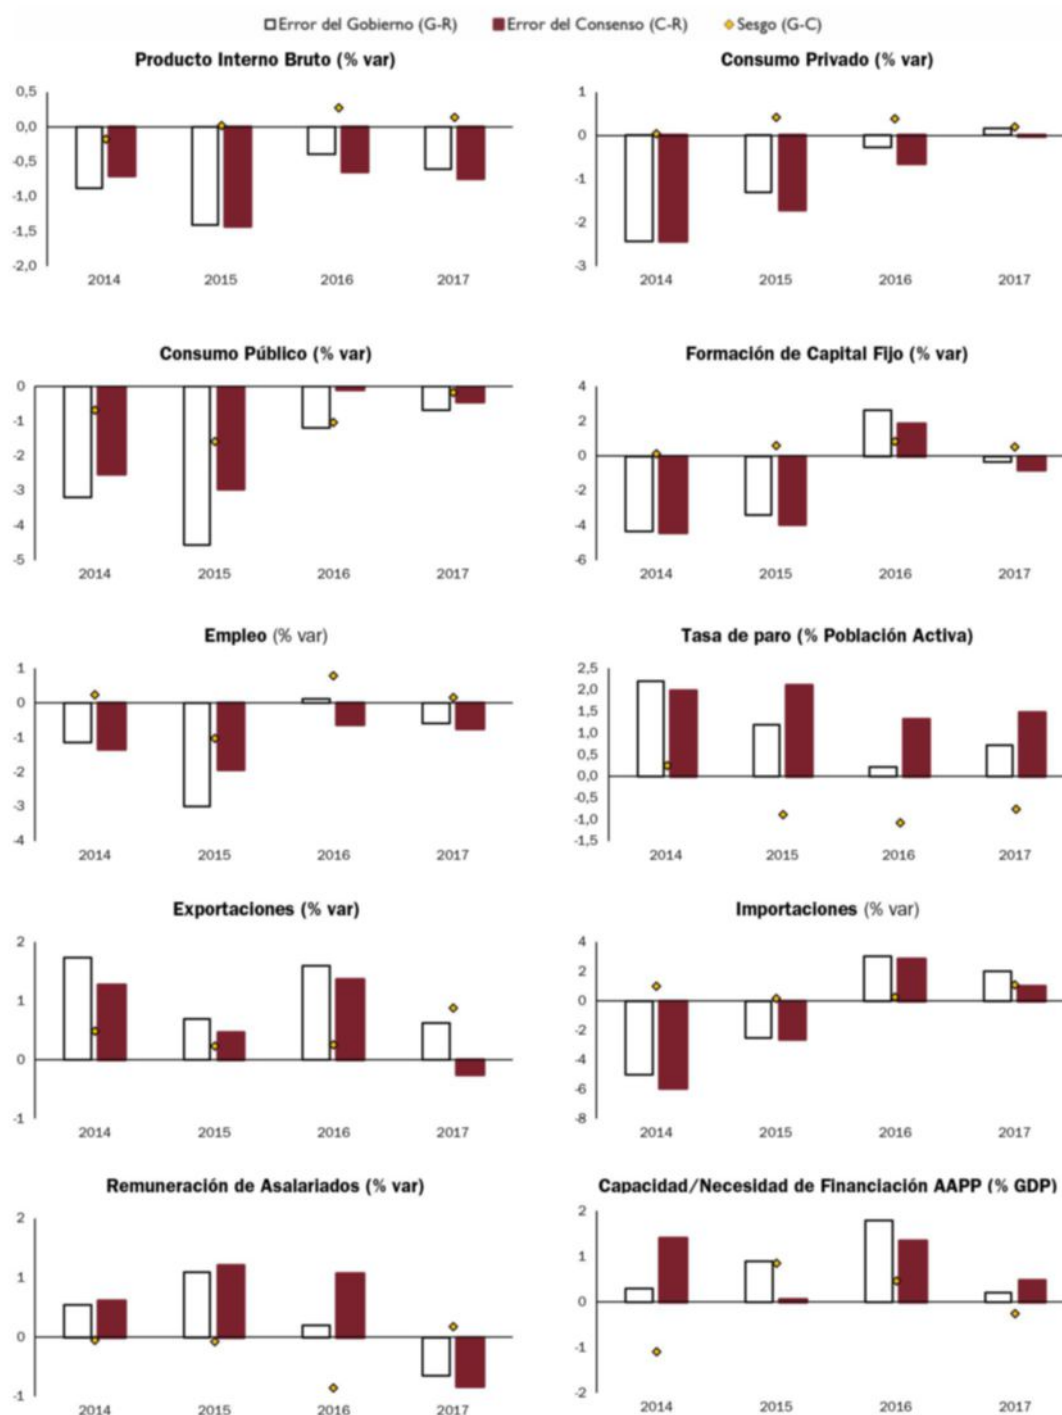 Error del Gobierno (G-R) Error del Consenso (C-R) Sesgo (G-C)
Producto Interno Bruto (% var)
0,5
0,0
-0,5
-1,0
-1,5
-2,0
2014 2015 2016 2017
Consumo Privado (% var)
1
0
-1
-2
-3
2014 2015 2016 2017
Consumo Público (% var)
0
-1
-2
-3
-4
-5
2014 2015 2016 2017
Formación de Capital Fijo (% var)
4
2
0
-2
-4
-6
2014 2015 2016 2017
Empleo (% var)
1
0
-1
-2
-3
-4
2014 2015 2016 2017
Tasa de paro (% Población Activa)
2,5
2,0
1,5
1,0
0,5
0,0
-0,5
-1,0
-1,5
2014 2015 2016 2017
Exportaciones (% var)
2
1
0
-1
2014 2015 2016 2017
Importaciones (% var)
4
2
0
-2
-4
-6
-8
2014 2015 2016 2017
Remuneración de Asalariados (% var)
2
1
0
-1
2014 2015 2016 2017
Capacidad/Necesidad de Financiación AAPP (% GDP)
2
1
0
-1
-2
2014 2015 2016 2017